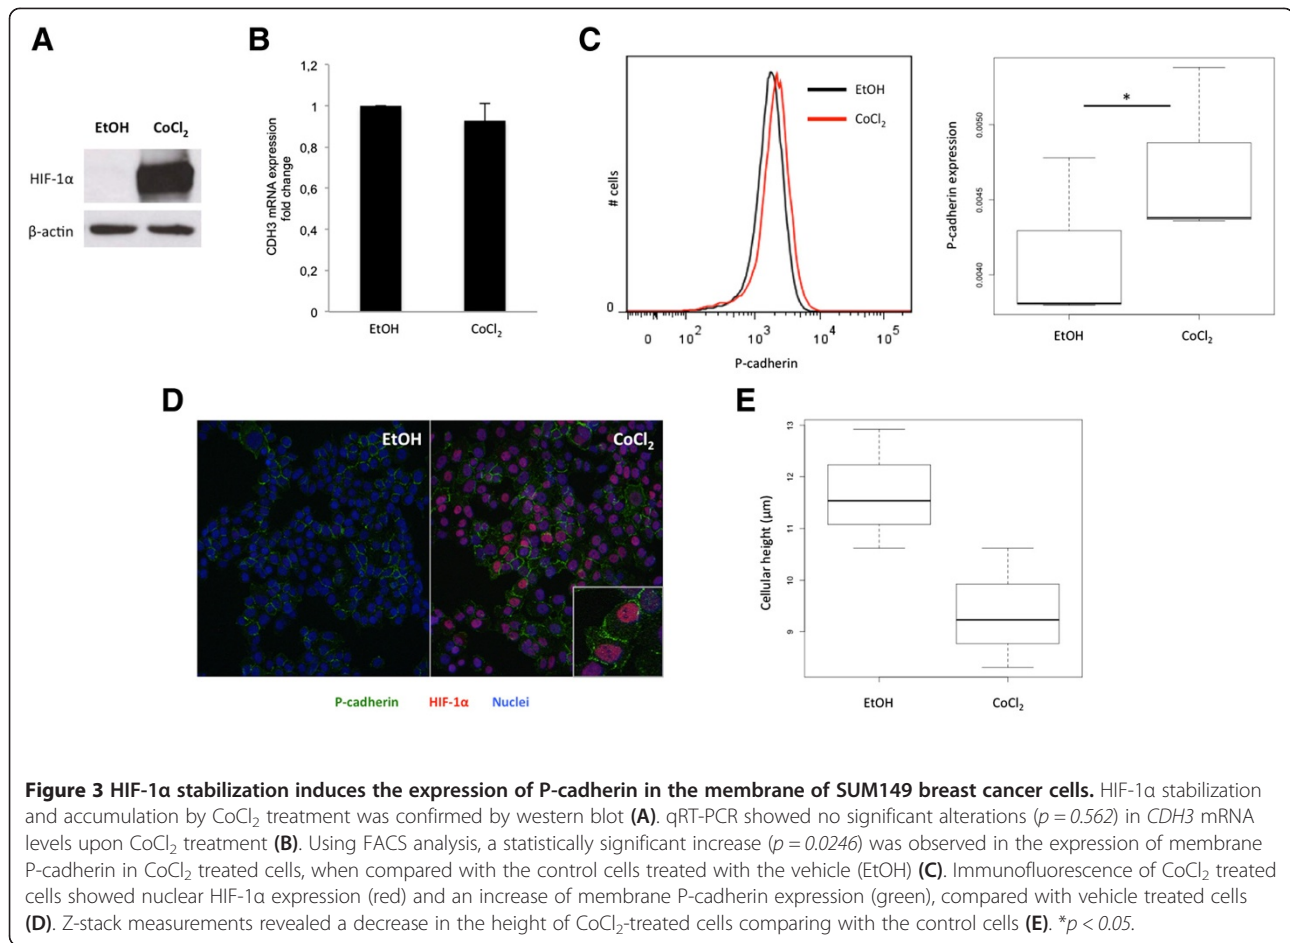 A
EtOH CoCl₂
HIF-1α
β-actin
B
CDH3 mRNA expression
fold change
1,2
1
0,8
0,6
0,4
0,2
0
EtOH CoCl₂
C
# cells
0
EtOH
CoCl₂
0 10² 10³ 10⁴ 10⁵
P-cadherin
P-cadherin expression
0.0050
0.0045
0.0040
*
EtOH CoCl₂
D
EtOH CoCl₂
P-cadherin HIF-1α Nuclei
E
Cellular height (μm)
13
12
11
10
9
EtOH CoCl₂
Figure 3 HIF-1α stabilization induces the expression of P-cadherin in the membrane of SUM149 breast cancer cells. HIF-1α stabilization
and accumulation by CoCl₂ treatment was confirmed by western blot (A). qRT-PCR showed no significant alterations (p = 0.562) in CDH3 mRNA
levels upon CoCl₂ treatment (B). Using FACS analysis, a statistically significant increase (p = 0.0246) was observed in the expression of membrane
P-cadherin in CoCl₂ treated cells, when compared with the control cells treated with the vehicle (EtOH) (C). Immunofluorescence of CoCl₂ treated
cells showed nuclear HIF-1α expression (red) and an increase of membrane P-cadherin expression (green), compared with vehicle treated cells
(D). Z-stack measurements revealed a decrease in the height of CoCl₂-treated cells comparing with the control cells (E). *p < 0.05.